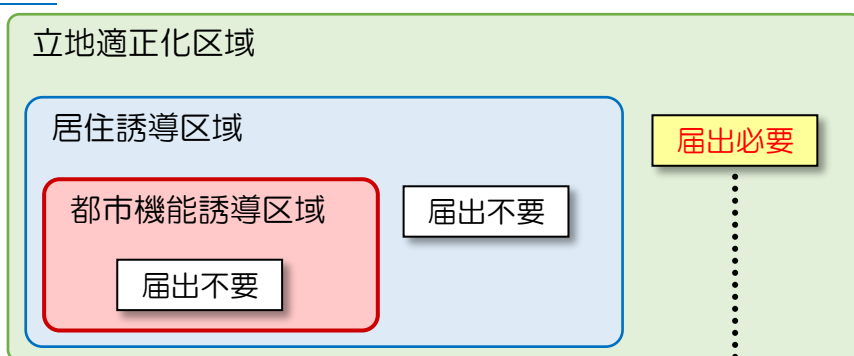 立地適正化区域
居住誘導区域
届出必要
都市機能誘導区域
届出不要
届出不要